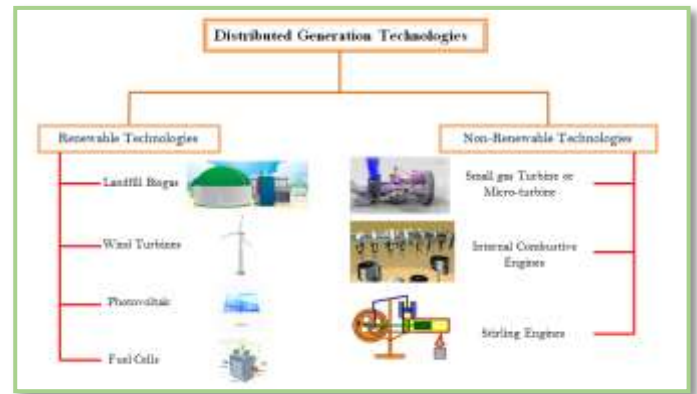 Distributed Generation Technologies
Renewable Technologies
Landfill Biogas
Wind Turbines
Photovoltaic
Fuel Cells
Non-Renewable Technologies
Small gas Turbine or
Micro-turbine
Internal Combustive
Engines
Stirling Engines